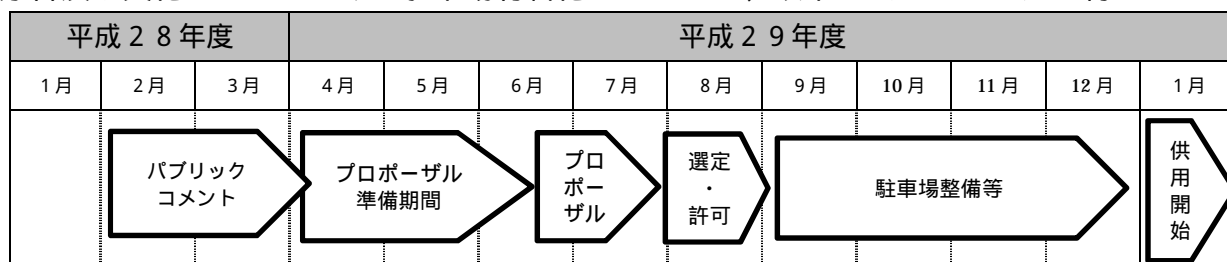 平成２８年度 平成２９年度
1月 2月 3月 4月 5月 6月 7月 8月 9月 10月 11月 12月 1月
パブリック
コメント
プロポーザル
準備期間
プロ
ポー
ザル
選定
・
許可
駐車場整備等
供
用
開
始